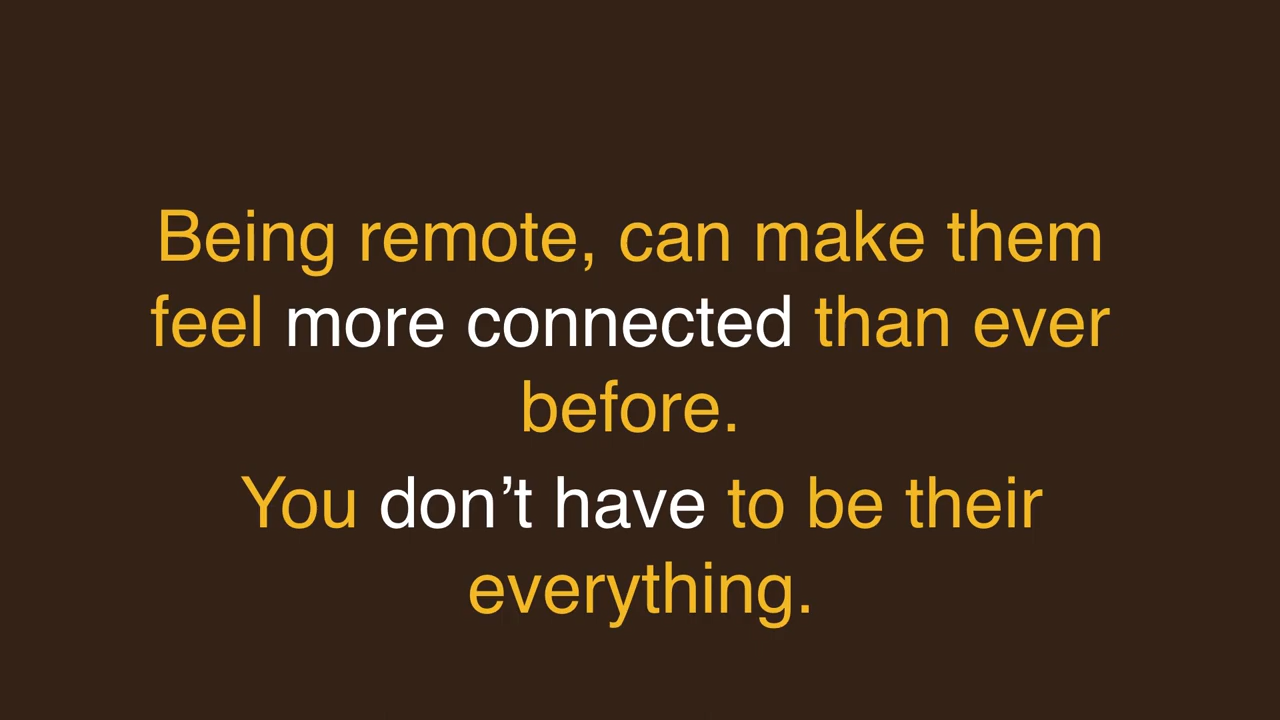 Being remote, can make them
feel more connected than ever
before.
You don’t have to be their
everything.